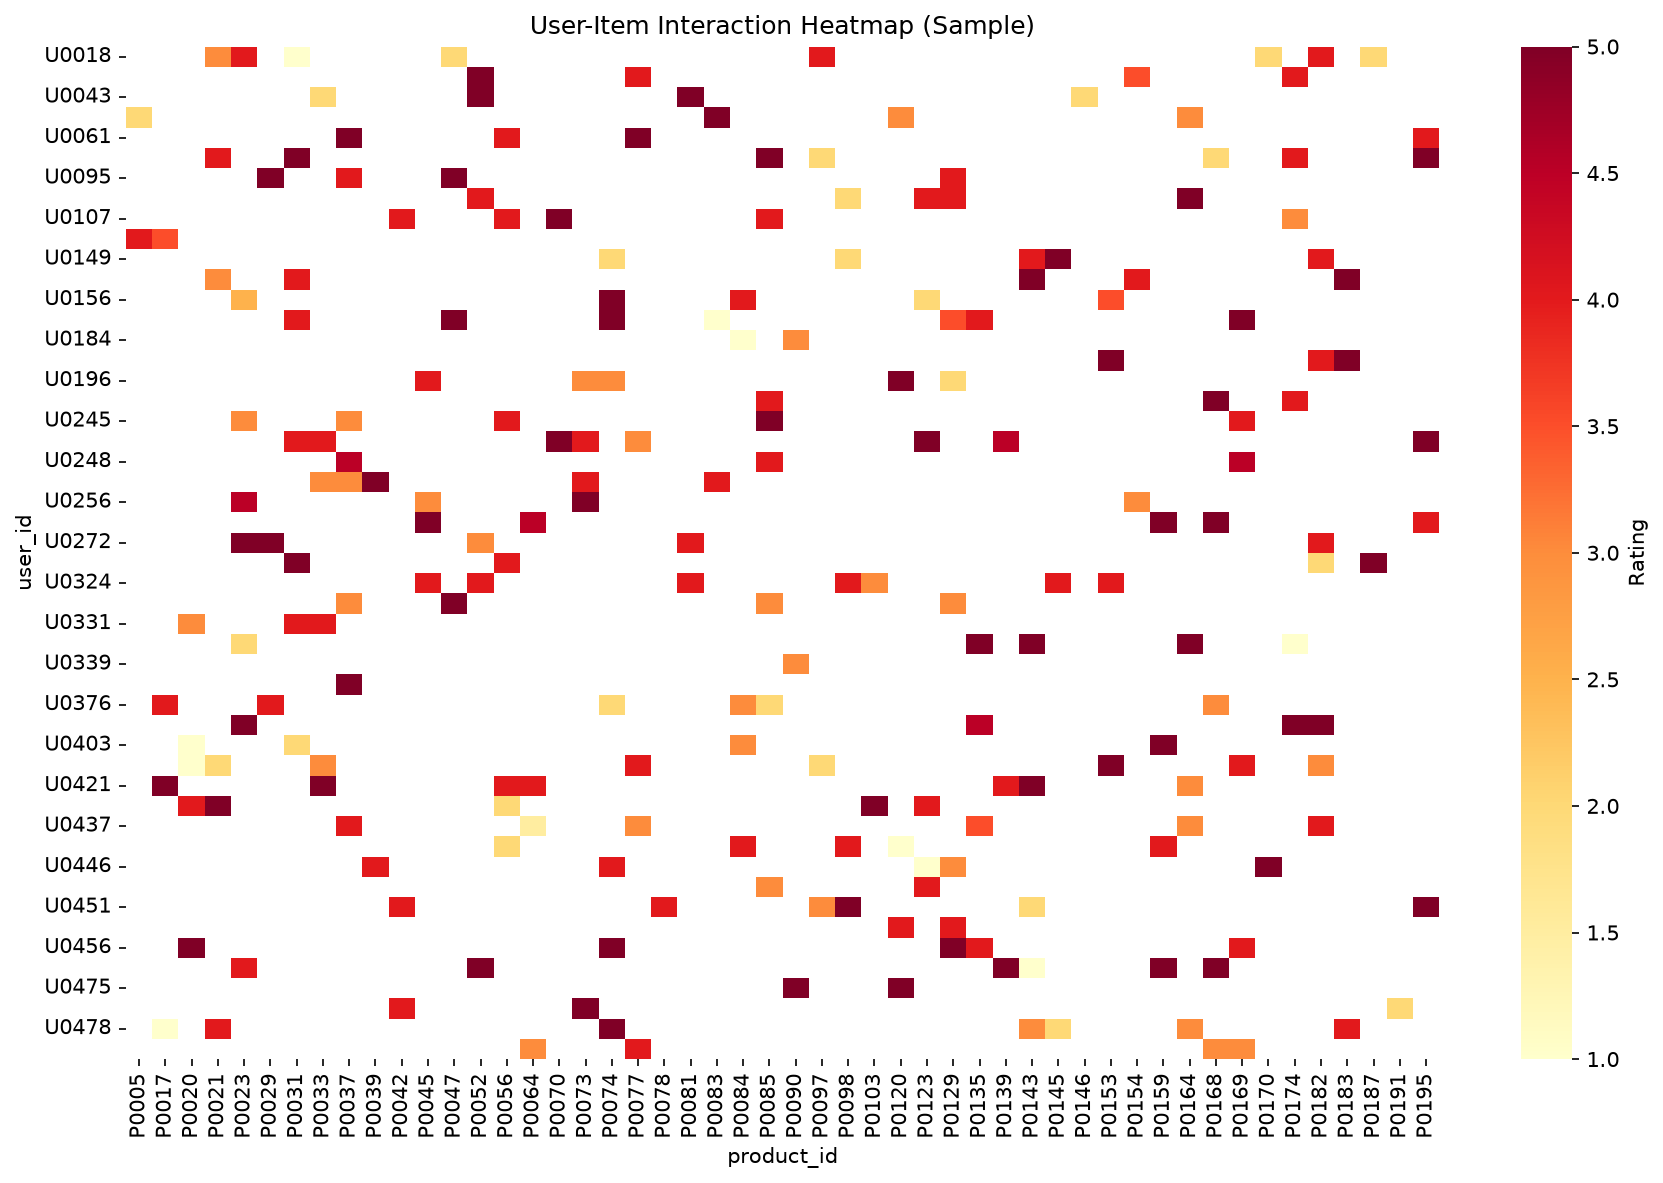 User-Item Interaction Heatmap (Sample)
U0018
U0043
U0061
U0095
U0107
U0149
U0156
U0184
U0196
U0245
U0248
U0256
U0272
U0324
U0331
U0339
U0376
U0403
U0421
U0437
U0446
U0451
U0456
U0475
U0478
user_id
P0005
P0017
P0020
P0021
P0023
P0029
P0031
P0033
P0037
P0039
P0042
P0045
P0047
P0052
P0056
P0064
P0070
P0073
P0074
P0077
P0078
P0081
P0083
P0084
P0085
P0090
P0097
P0098
P0103
P0120
P0123
P0129
P0135
P0139
P0143
P0145
P0146
P0153
P0154
P0159
P0164
P0168
P0169
P0170
P0174
P0182
P0183
P0187
P0191
P0195
product_id
5.0
4.5
4.0
3.5
3.0
2.5
2.0
1.5
1.0
Rating